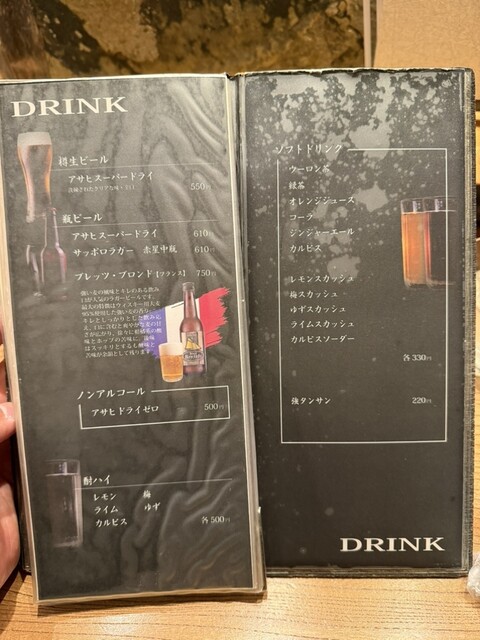 DRINK
樽生ビール
アサヒスーパードライ
550円
瓶ビール
アサヒスーパードライ 610円
サッポロラガー 赤星中瓶 610円
ブレッツ・ブロンド【フランス】 750円
ノンアルコール
アサヒドライゼロ 500円
酎ハイ
レモン 梅
ライム ゆず
カルピス 各500円
ソフトドリンク
ウーロン茶
緑茶
オレンジジュース
コーラ
ジンジャーエール
カルピス
レモンスカッシュ
梅スカッシュ
ゆずスカッシュ
ライムスカッシュ
カルピスソーダー
各330円
強タンサン 220円
DRINK